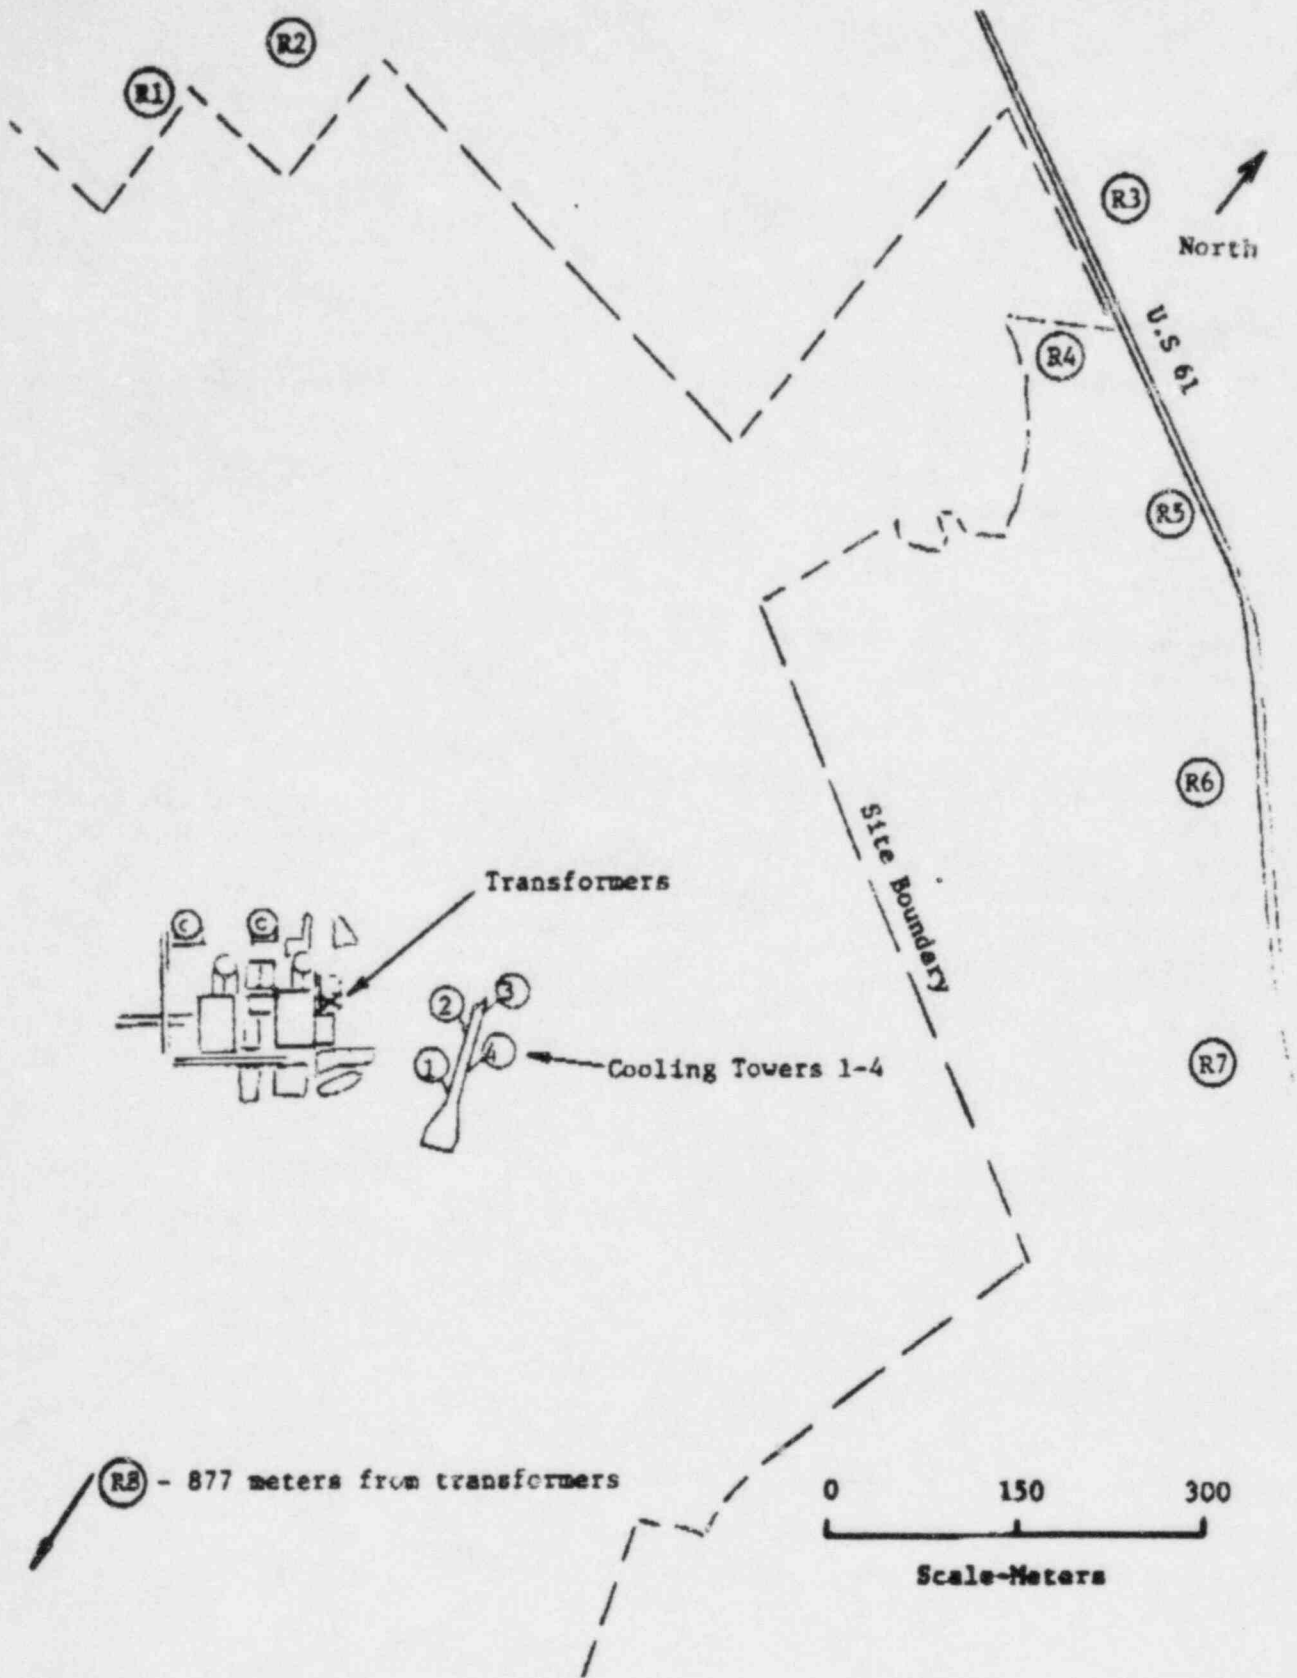 R2
R1
R3
North
U.S 61
R4
R5
R6
Site Boundary
Transformers
C C
2 3
1 4
Cooling Towers 1-4
R7
R8 - 877 meters from transformers
0 150 300
Scale-Meters